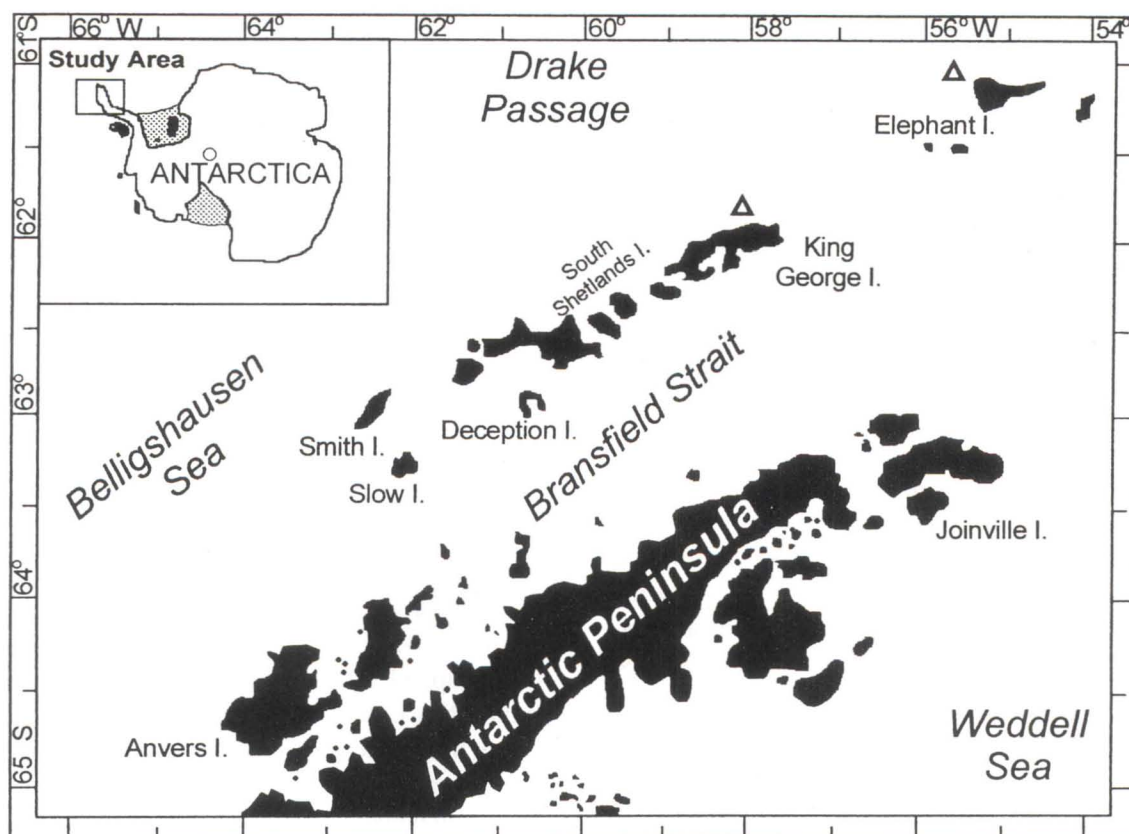 66° W
64°
62°
60°
58°
56° W
54°
61°S
Study Area
ANTARCTICA
Drake
Passage
Elephant I.
62°
South
Shetlands I.
King
George I.
Belligshausen
Sea
63°
Smith I.
Slow I.
Deception I.
Bransfield Strait
Joinville I.
64°
Antarctic Peninsula
Anvers I.
Weddell
Sea
65 S